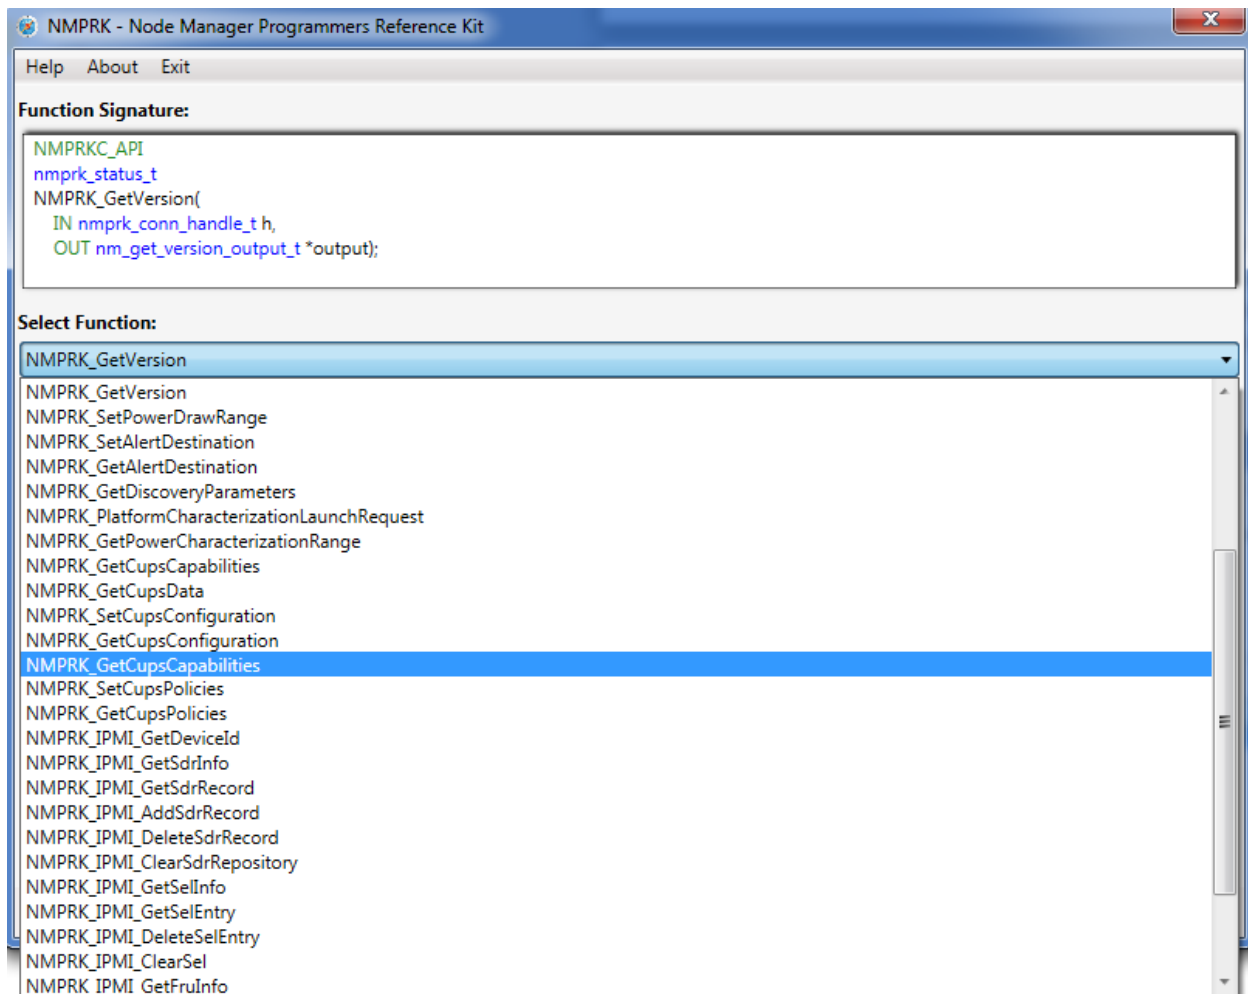 NMPRK - Node Manager Programmers Reference Kit
Help About Exit
Function Signature:
NMPRKC_API
nmprk_status_t
NMPRK_GetVersion(
IN nmprk_conn_handle_t h,
OUT nm_get_version_output_t *output);
Select Function:
NMPRK_GetVersion
NMPRK_GetVersion
NMPRK_SetPowerDrawRange
NMPRK_SetAlertDestination
NMPRK_GetAlertDestination
NMPRK_GetDiscoveryParameters
NMPRK_PlatformCharacterizationLaunchRequest
NMPRK_GetPowerCharacterizationRange
NMPRK_GetCupsCapabilities
NMPRK_GetCupsData
NMPRK_SetCupsConfiguration
NMPRK_GetCupsConfiguration
NMPRK_GetCupsCapabilities
NMPRK_SetCupsPolicies
NMPRK_GetCupsPolicies
NMPRK_IPMI_GetDeviceId
NMPRK_IPMI_GetSdrInfo
NMPRK_IPMI_GetSdrRecord
NMPRK_IPMI_AddSdrRecord
NMPRK_IPMI_DeleteSdrRecord
NMPRK_IPMI_ClearSdrRepository
NMPRK_IPMI_GetSelInfo
NMPRK_IPMI_GetSelEntry
NMPRK_IPMI_DeleteSelEntry
NMPRK_IPMI_ClearSel
NMPRK_IPMI_GetFruInfo